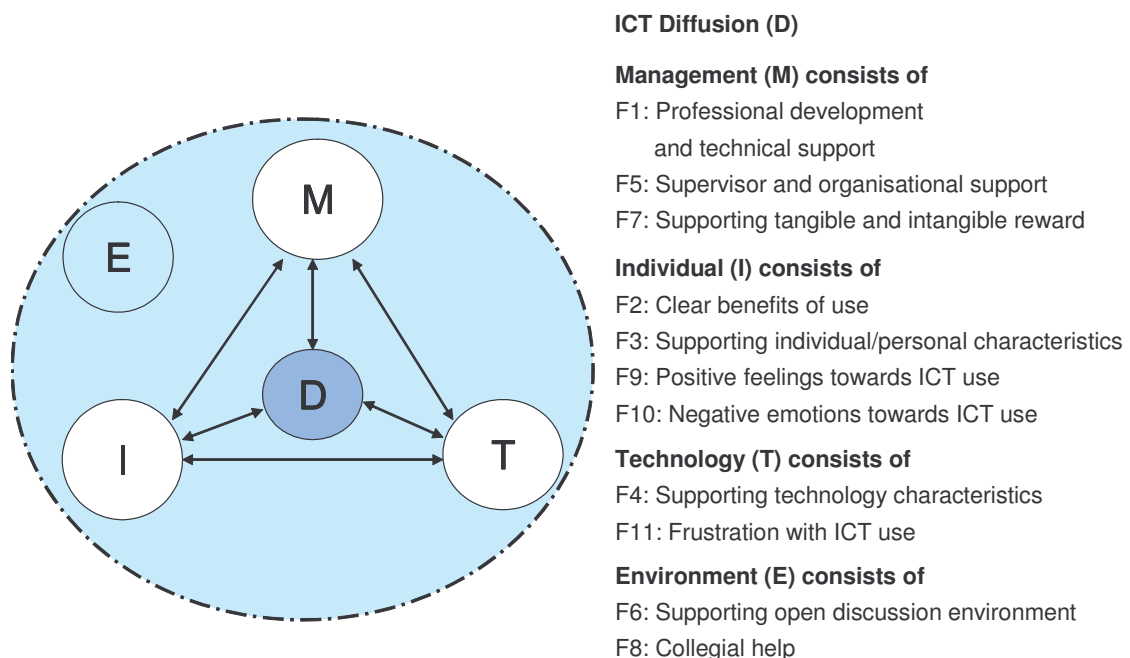 M
E
D
I
T
ICT Diffusion (D)
Management (M) consists of
F1: Professional development
and technical support
F5: Supervisor and organisational support
F7: Supporting tangible and intangible reward
Individual (I) consists of
F2: Clear benefits of use
F3: Supporting individual/personal characteristics
F9: Positive feelings towards ICT use
F10: Negative emotions towards ICT use
Technology (T) consists of
F4: Supporting technology characteristics
F11: Frustration with ICT use
Environment (E) consists of
F6: Supporting open discussion environment
F8: Collegial help